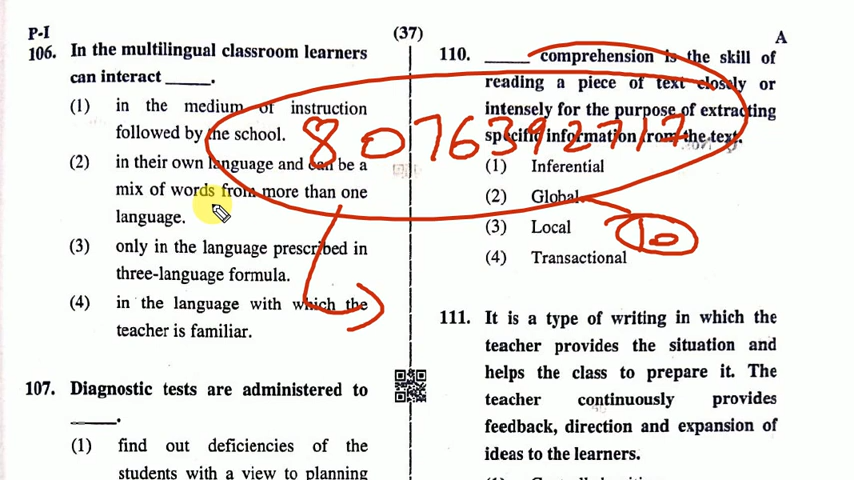 P-I
(37)
A
106. In the multilingual classroom learners
can interact _____.
(1) in the medium of instruction
followed by the school.
(2) in their own language and can be a
mix of words from more than one
language.
(3) only in the language prescribed in
three-language formula.
(4) in the language with which the
teacher is familiar.
107. Diagnostic tests are administered to
_____.
(1) find out deficiencies of the
students with a view to planning
110. _____ comprehension is the skill of
reading a piece of text closely or
intensely for the purpose of extracting
specific information from the text.
(1) Inferential
(2) Global
(3) Local
(4) Transactional
111. It is a type of writing in which the
teacher provides the situation and
helps the class to prepare it. The
teacher continuously provides
feedback, direction and expansion of
ideas to the learners.
8076392717
10